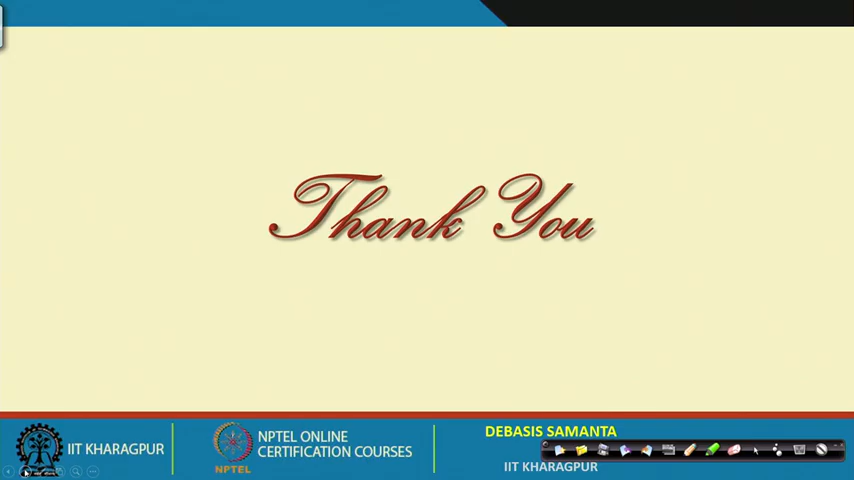 Thank You
IIT KHARAGPUR
NPTEL
NPTEL ONLINE
CERTIFICATION COURSES
DEBASIS SAMANTA
IIT KHARAGPUR